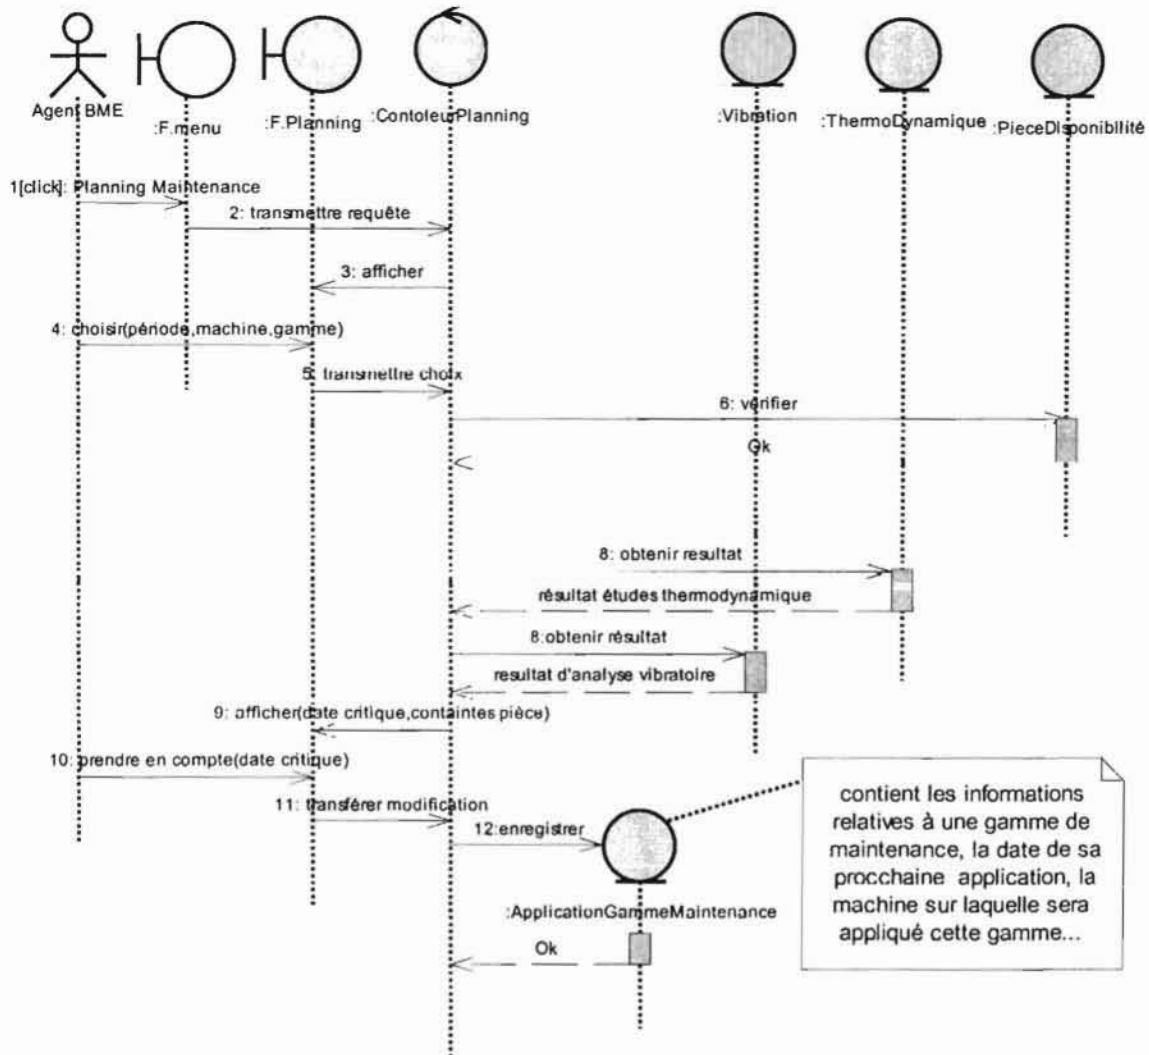 Agent BME
:F.menu
:F.Planning
:ContoleurPlanning
:Vibration
:ThermoDynamique
:PieceDIsponibilité
1[click]: Planning Maintenance
2: transmettre requête
3: afficher
4: choisir(période,machine,gamme)
5: transmettre choix
6: vérifier
Ok
8: obtenir resultat
résultat études thermodynamique
8:obtenir résultat
resultat d'analyse vibratoire
9: afficher(date critique,containtes pièce)
10: prendre en compte(date critique)
11: transférer modification
12:enregistrer
:ApplicationGammeMaintenance
Ok
contient les informations
relatives à une gamme de
maintenance, la date de sa
procchaine application, la
machine sur laquelle sera
appliqué cette gamme...